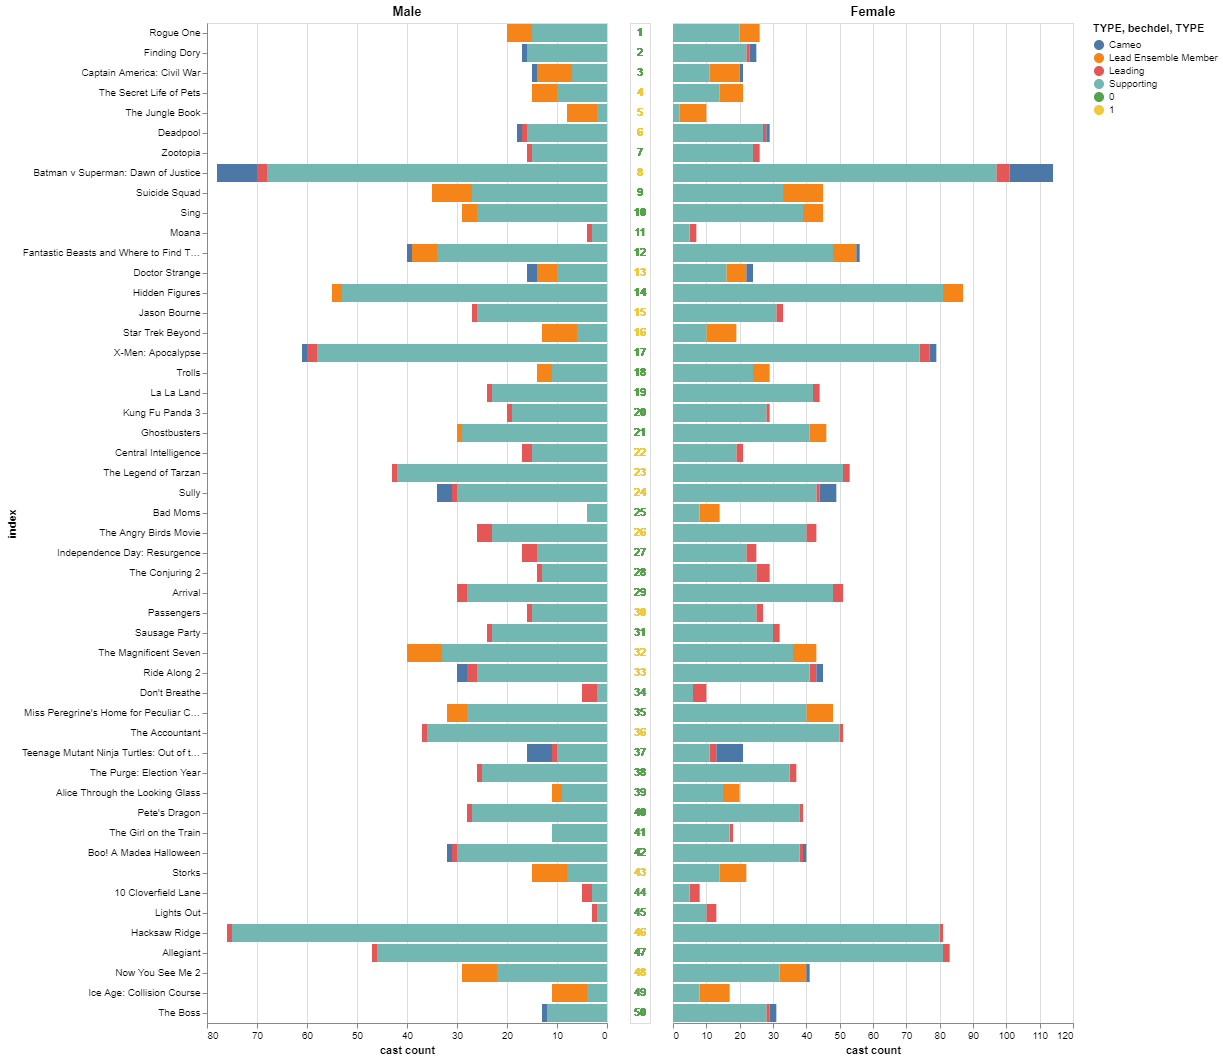 Male
Female
TYPE, bechdel, TYPE
Cameo
Lead Ensemble Member
Leading
Supporting
0
1
index
Rogue One 1
Finding Dory 2
Captain America: Civil War 3
The Secret Life of Pets 4
The Jungle Book 5
Deadpool 6
Zootopia 7
Batman v Superman: Dawn of Justice 8
Suicide Squad 9
Sing 10
Moana 11
Fantastic Beasts and Where to Find T... 12
Doctor Strange 13
Hidden Figures 14
Jason Bourne 15
Star Trek Beyond 16
X-Men: Apocalypse 17
Trolls 18
La La Land 19
Kung Fu Panda 3 20
Ghostbusters 21
Central Intelligence 22
The Legend of Tarzan 23
Sully 24
Bad Moms 25
The Angry Birds Movie 26
Independence Day: Resurgence 27
The Conjuring 2 28
Arrival 29
Passengers 30
Sausage Party 31
The Magnificent Seven 32
Ride Along 2 33
Don't Breathe 34
Miss Peregrine's Home for Peculiar C... 35
The Accountant 36
Teenage Mutant Ninja Turtles: Out of t... 37
The Purge: Election Year 38
Alice Through the Looking Glass 39
Pete's Dragon 40
The Girl on the Train 41
Boo! A Madea Halloween 42
Storks 43
10 Cloverfield Lane 44
Lights Out 45
Hacksaw Ridge 46
Allegiant 47
Now You See Me 2 48
Ice Age: Collision Course 49
The Boss 50
80 70 60 50 40 30 20 10 0
0 10 20 30 40 50 60 70 80 90 100 110 120
cast count
cast count